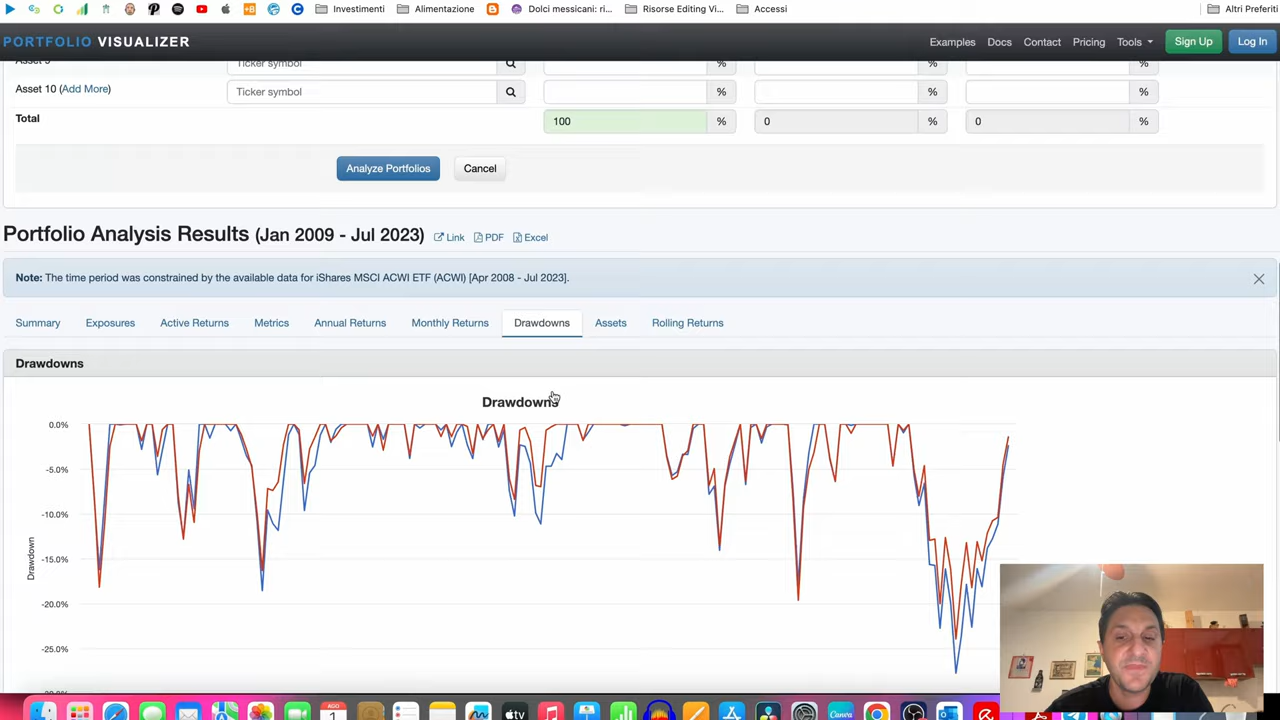 Investimenti
Alimentazione
Dolci messicani: ri...
Risorse Editing Vi...
Accessi
Altri Preferiti
PORTFOLIO VISUALIZER
Examples
Docs
Contact
Pricing
Tools
Sign Up
Log In
Asset 9
Ticker symbol
%
%
%
Asset 10 (Add More)
Ticker symbol
%
%
%
Total
100
%
0
%
0
%
Analyze Portfolios
Cancel
Portfolio Analysis Results (Jan 2009 - Jul 2023)
Link
PDF
Excel
Note: The time period was constrained by the available data for iShares MSCI ACWI ETF (ACWI) [Apr 2008 - Jul 2023].
Summary
Exposures
Active Returns
Metrics
Annual Returns
Monthly Returns
Drawdowns
Assets
Rolling Returns
Drawdowns
Drawdowns
0.0%
-5.0%
-10.0%
-15.0%
-20.0%
-25.0%
Drawdown